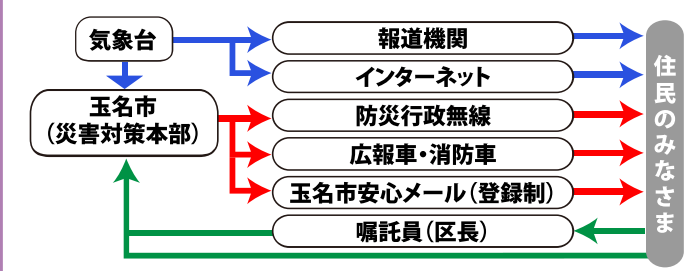 気象台
玉名市
（災害対策本部）
報道機関
インターネット
防災行政無線
広報車・消防車
玉名市安心メール（登録制）
嘱託員（区長）
住民のみなさま